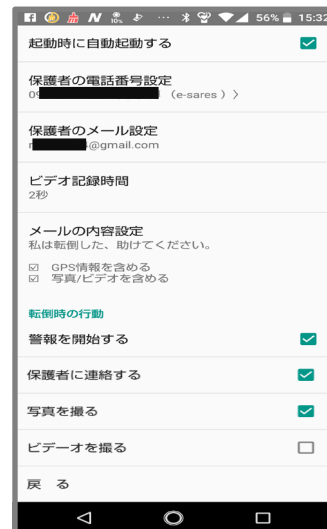 56% 15:32
起動時に自動起動する
保護者の電話番号設定
(e-sares ) 〉
保護者のメール設定
@gmail.com
ビデオ記録時間
2秒
メールの内容設定
私は転倒した、助けてください。
GPS情報を含める
写真/ビデオを含める
転倒時の行動
警報を開始する
保護者に連絡する
写真を撮る
ビデーオを撮る
戻 る